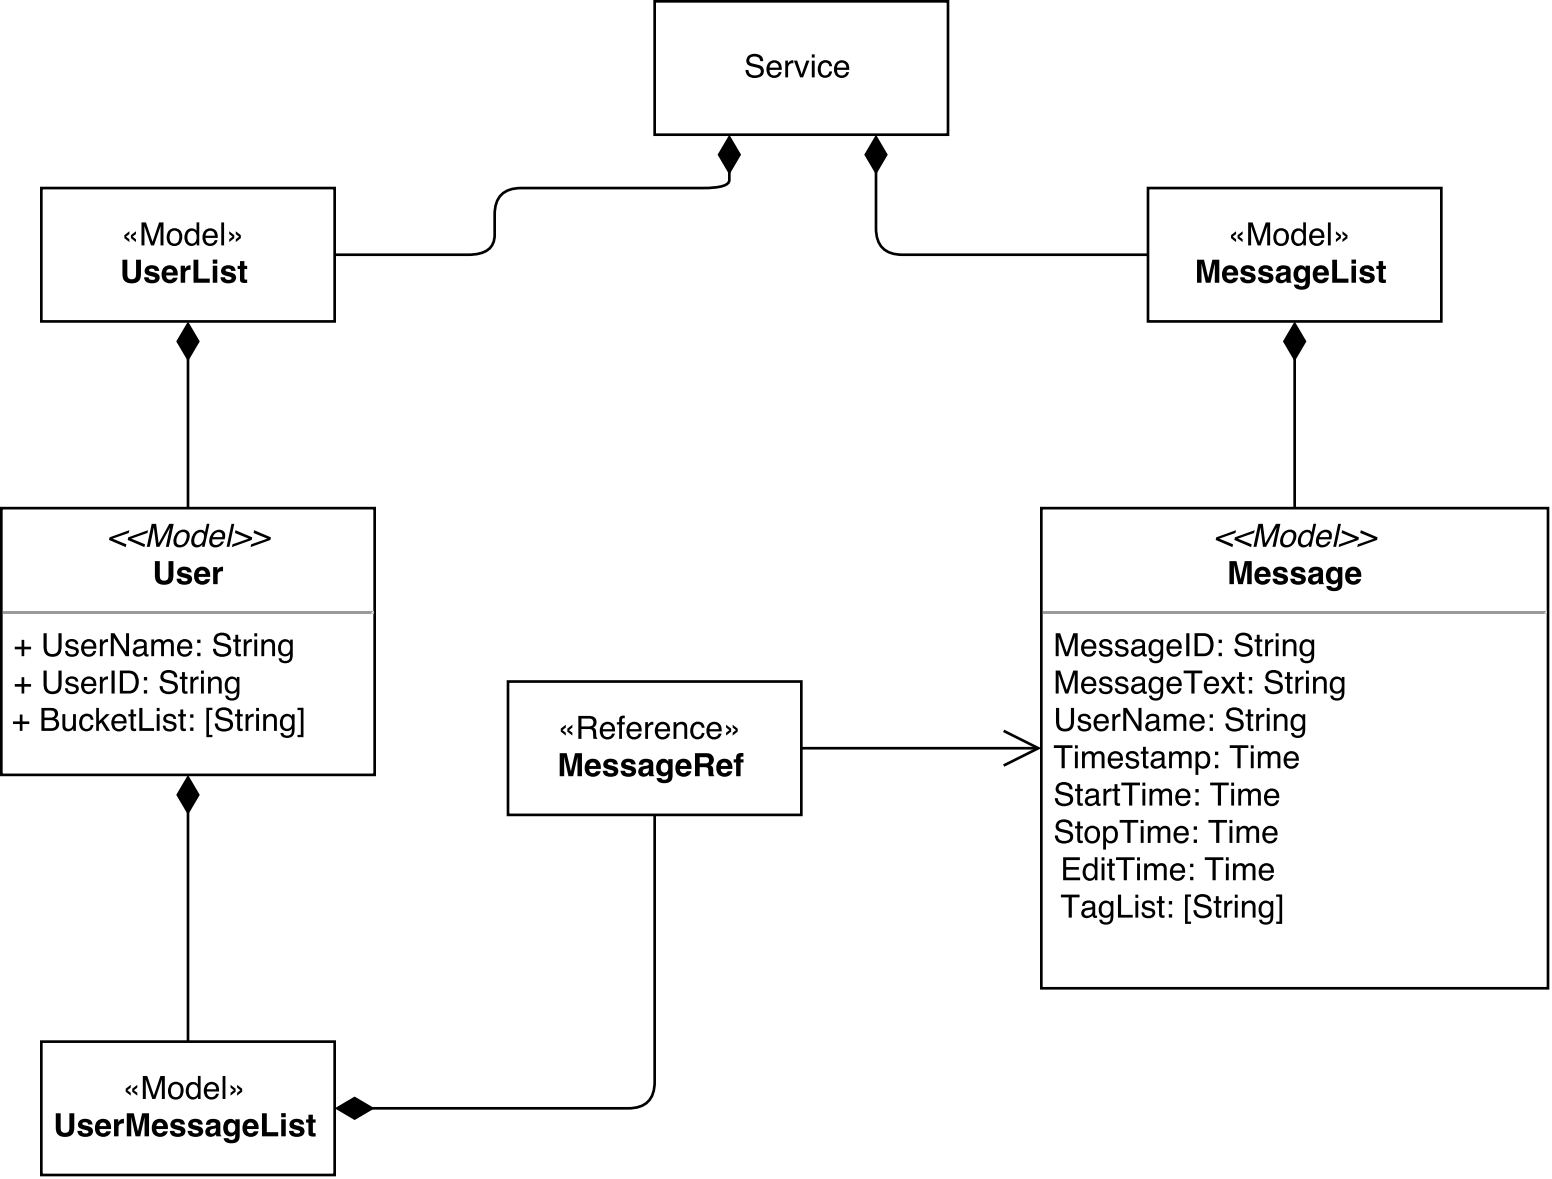 Service
«Model»
UserList
«Model»
MessageList
<<Model>>
User
+ UserName: String
+ UserID: String
+ BucketList: [String]
«Reference»
MessageRef
<<Model>>
Message
MessageID: String
MessageText: String
UserName: String
Timestamp: Time
StartTime: Time
StopTime: Time
EditTime: Time
TagList: [String]
«Model»
UserMessageList